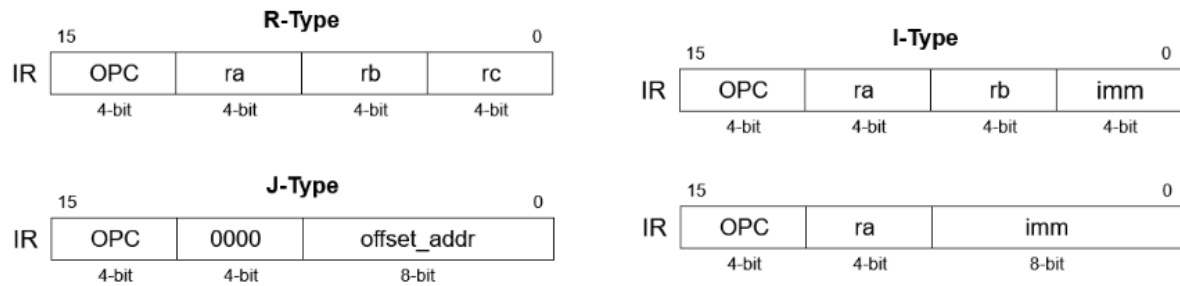 R-Type
15 0
IR OPC ra rb rc
4-bit 4-bit 4-bit 4-bit
J-Type
15 0
IR OPC 0000 offset_addr
4-bit 4-bit 8-bit
I-Type
15 0
IR OPC ra rb imm
4-bit 4-bit 4-bit 4-bit
15 0
IR OPC ra imm
4-bit 4-bit 8-bit